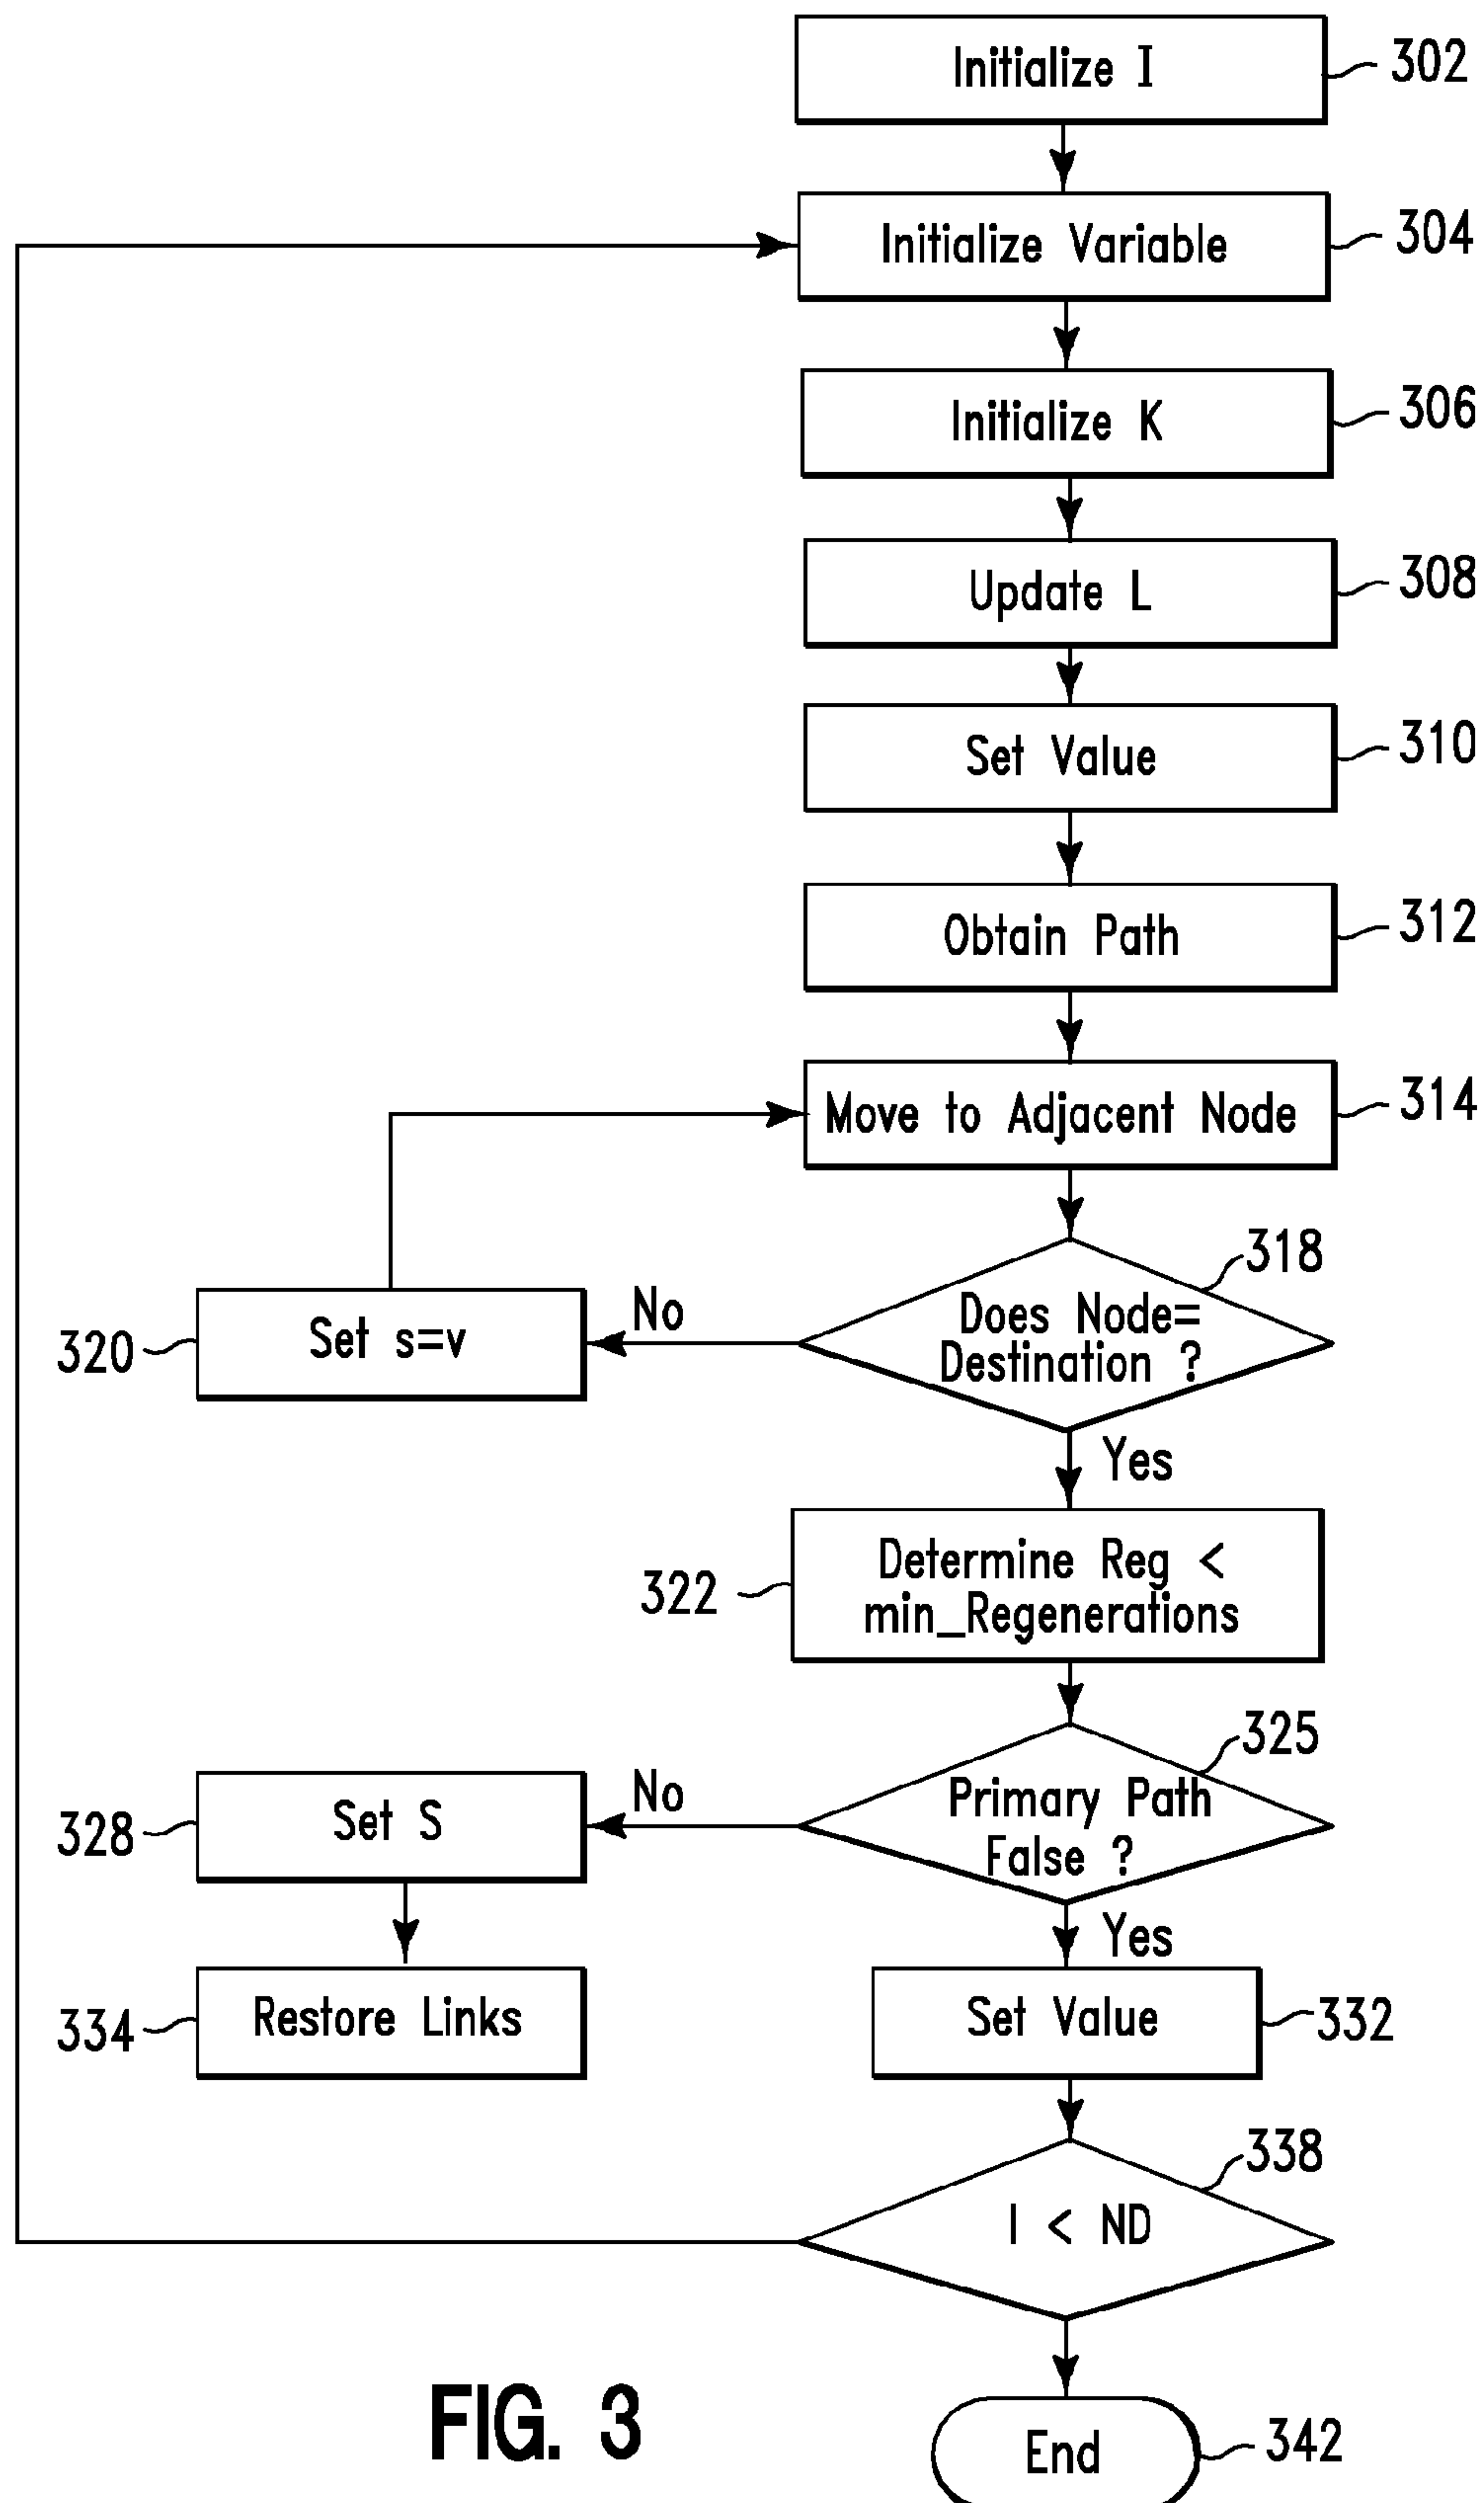 Initialize I
302
Initialize Variable
304
Initialize K
306
Update L
308
Set Value
310
Obtain Path
312
Move to Adjacent Node
314
318
Does Node=
Destination ?
No
Set s=v
320
Yes
Determine Reg <
min_Regenerations
322
325
Primary Path
False ?
No
Set S
328
Yes
Restore Links
334
Set Value
332
338
I < ND
FIG. 3
End
342